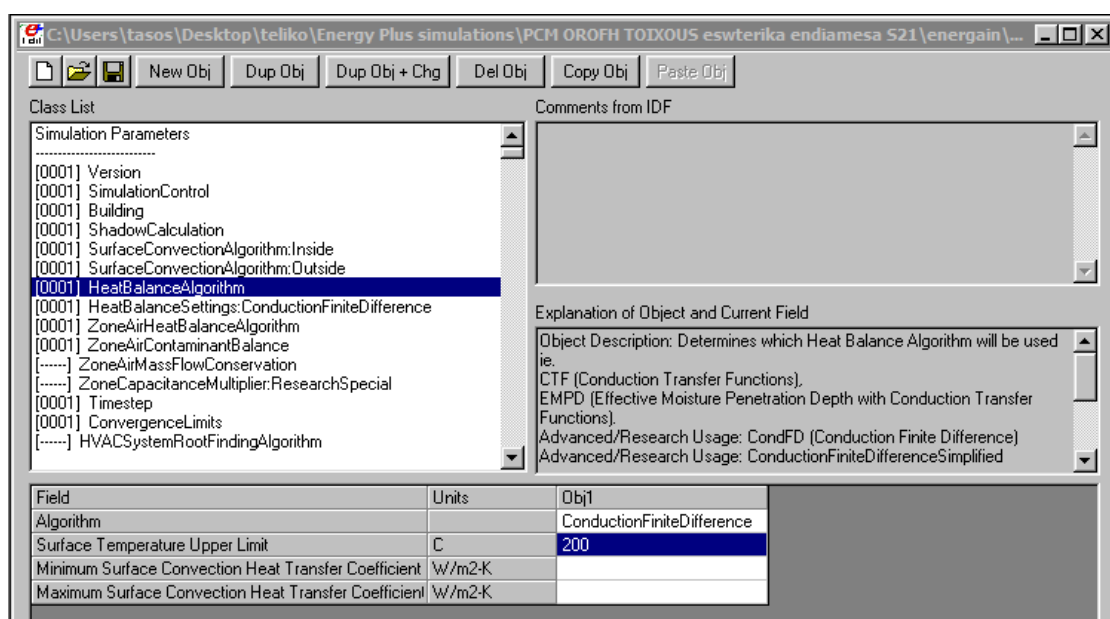 C:\Users\tasos\Desktop\teliko\Energy Plus simulations\PCM OROFH TOIXOUS eswterika endiamesa S21\energain\...
New Obj Dup Obj Dup Obj + Chg Del Obj Copy Obj Paste Obj
Class List
Simulation Parameters
--------------------------
[0001] Version
[0001] SimulationControl
[0001] Building
[0001] ShadowCalculation
[0001] SurfaceConvectionAlgorithm:Inside
[0001] SurfaceConvectionAlgorithm:Outside
[0001] HeatBalanceAlgorithm
[0001] HeatBalanceSettings:ConductionFiniteDifference
[0001] ZoneAirHeatBalanceAlgorithm
[0001] ZoneAirContaminantBalance
[------] ZoneAirMassFlowConservation
[------] ZoneCapacitanceMultiplier:ResearchSpecial
[0001] Timestep
[0001] ConvergenceLimits
[------] HVACSystemRootFindingAlgorithm
Comments from IDF
Explanation of Object and Current Field
Object Description: Determines which Heat Balance Algorithm will be used
ie.
CTF (Conduction Transfer Functions),
EMPD (Effective Moisture Penetration Depth with Conduction Transfer
Functions).
Advanced/Research Usage: CondFD (Conduction Finite Difference)
Advanced/Research Usage: ConductionFiniteDifferenceSimplified
Field Units Obj1
Algorithm ConductionFiniteDifference
Surface Temperature Upper Limit C 200
Minimum Surface Convection Heat Transfer Coefficient W/m2-K
Maximum Surface Convection Heat Transfer Coefficient W/m2-K